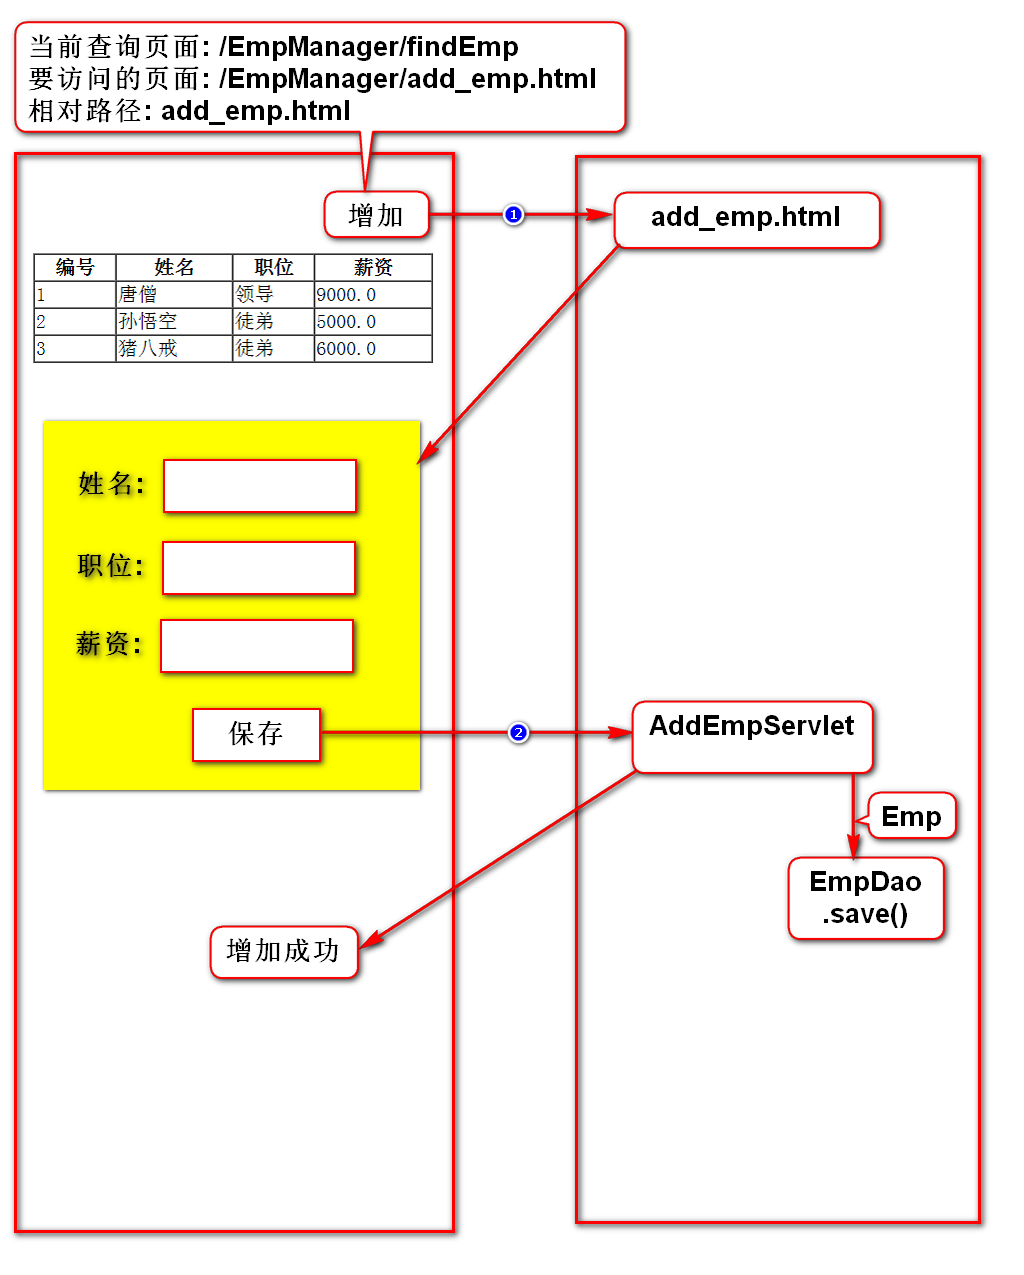 当前查询页面: /EmpManager/findEmp
要访问的页面: /EmpManager/add_emp.html
相对路径: add_emp.html
增加
1
add_emp.html
编号 姓名 职位 薪资
1 唐僧 领导 9000.0
2 孙悟空 徒弟 5000.0
3 猪八戒 徒弟 6000.0
姓名:
职位:
薪资:
保存
2
AddEmpServlet
Emp
EmpDao
.save()
增加成功